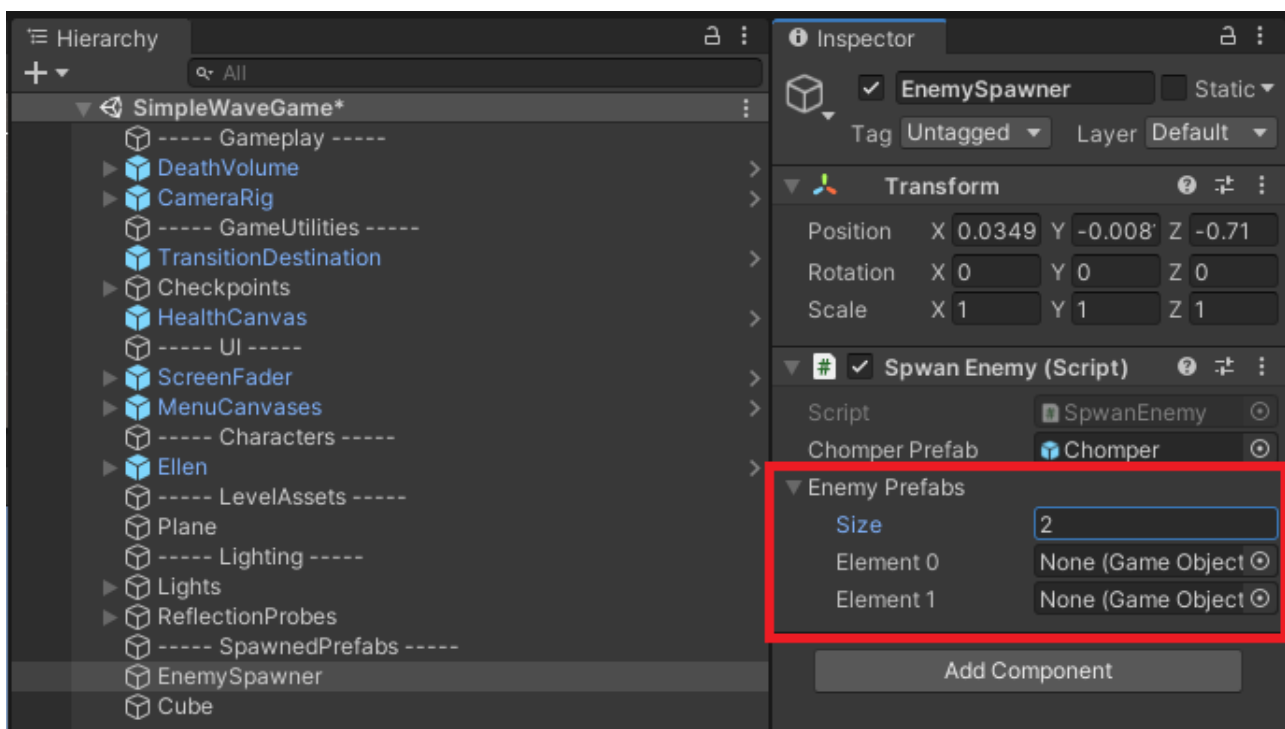 Hierarchy
All
SimpleWaveGame*
----- Gameplay -----
DeathVolume
CameraRig
----- GameUtilities -----
TransitionDestination
Checkpoints
HealthCanvas
----- UI -----
ScreenFader
MenuCanvases
----- Characters -----
Ellen
----- LevelAssets -----
Plane
----- Lighting -----
Lights
ReflectionProbes
----- SpawnedPrefabs -----
EnemySpawner
Cube
Inspector
EnemySpawner Static
Tag Untagged Layer Default
Transform
Position X 0.0349 Y -0.008 Z -0.71
Rotation X 0 Y 0 Z 0
Scale X 1 Y 1 Z 1
# Spwan Enemy (Script)
Script SpwanEnemy
Chomper Prefab Chomper
Enemy Prefabs
Size 2
Element 0 None (Game Object
Element 1 None (Game Object
Add Component